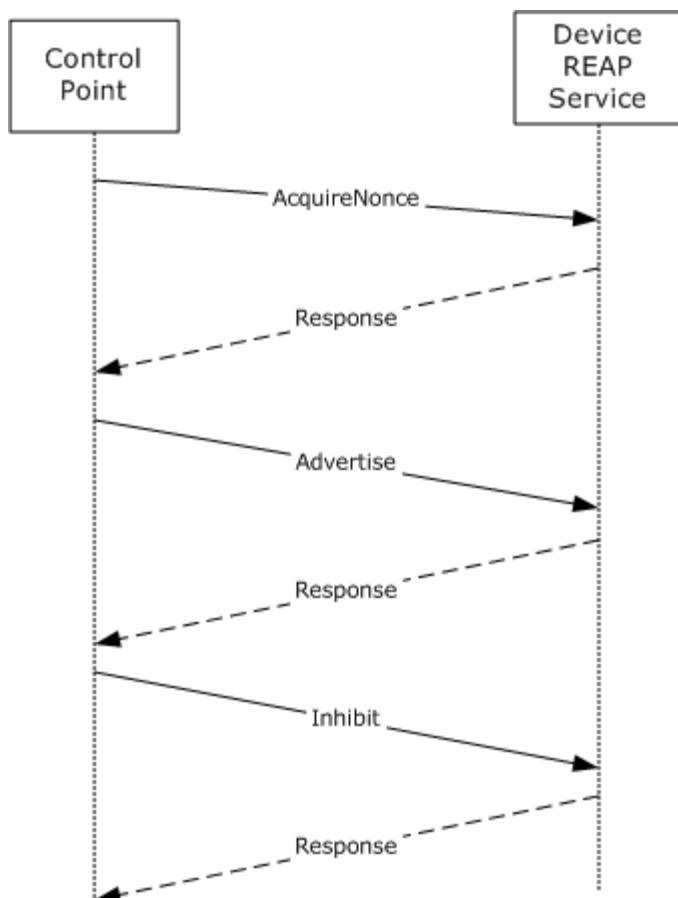 Control
Point
Device
REAP
Service
AcquireNonce
Response
Advertise
Response
Inhibit
Response